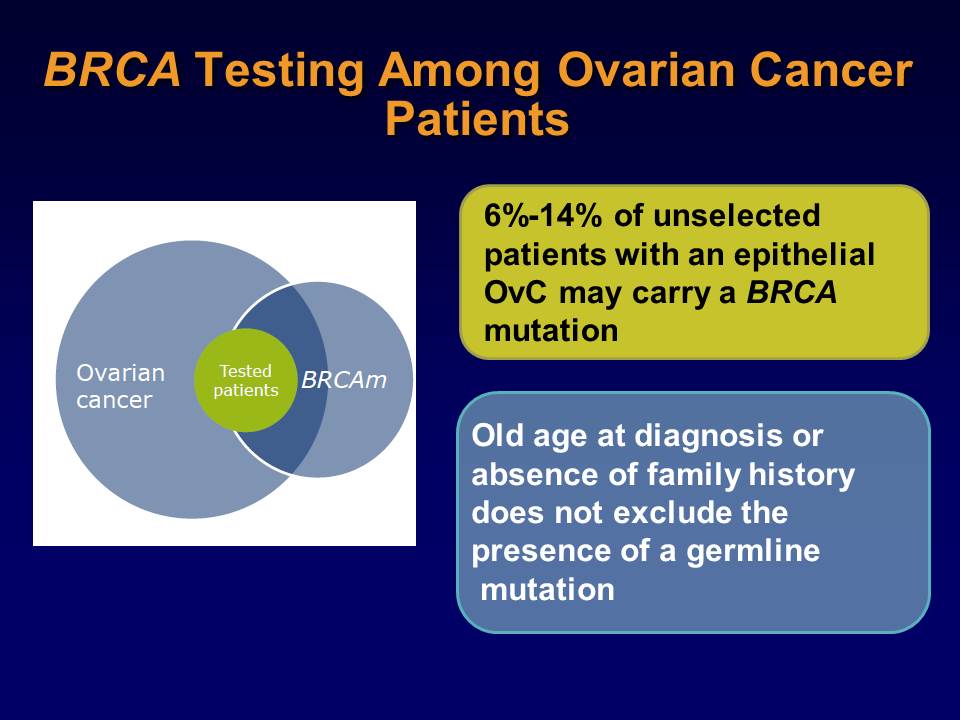 BRCA Testing Among Ovarian Cancer
Patients
Ovarian
cancer
Tested
patients
BRCAm
6%-14% of unselected
patients with an epithelial
OvC may carry a BRCA
mutation
Old age at diagnosis or
absence of family history
does not exclude the
presence of a germline
mutation